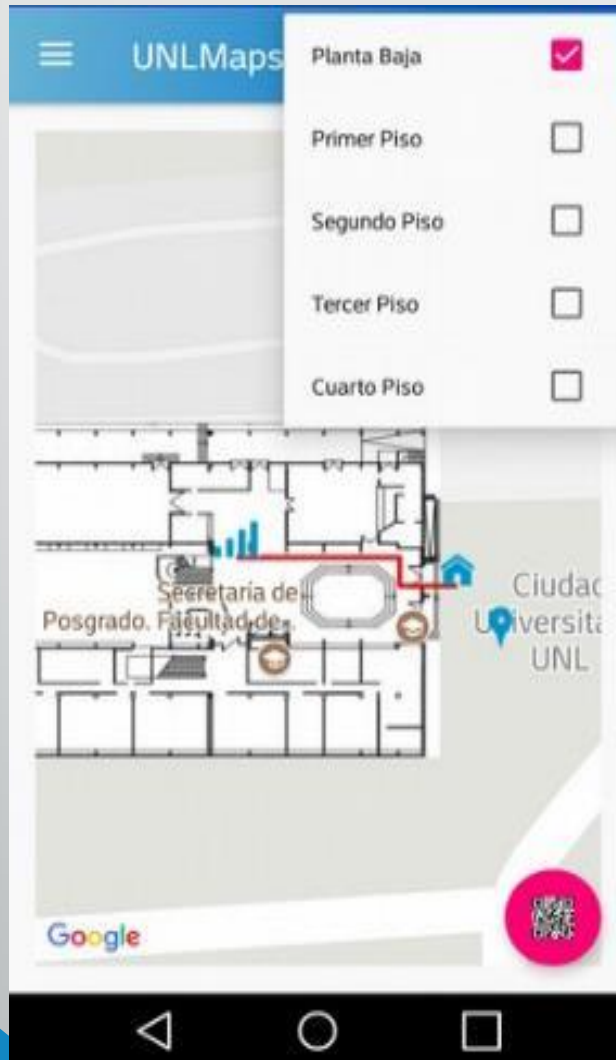 UNLMaps
Planta Baja
Primer Piso
Segundo Piso
Tercer Piso
Cuarto Piso
Secretaria de
Posgrado. Facultad de..
Ciudad
Universita
UNL
Google